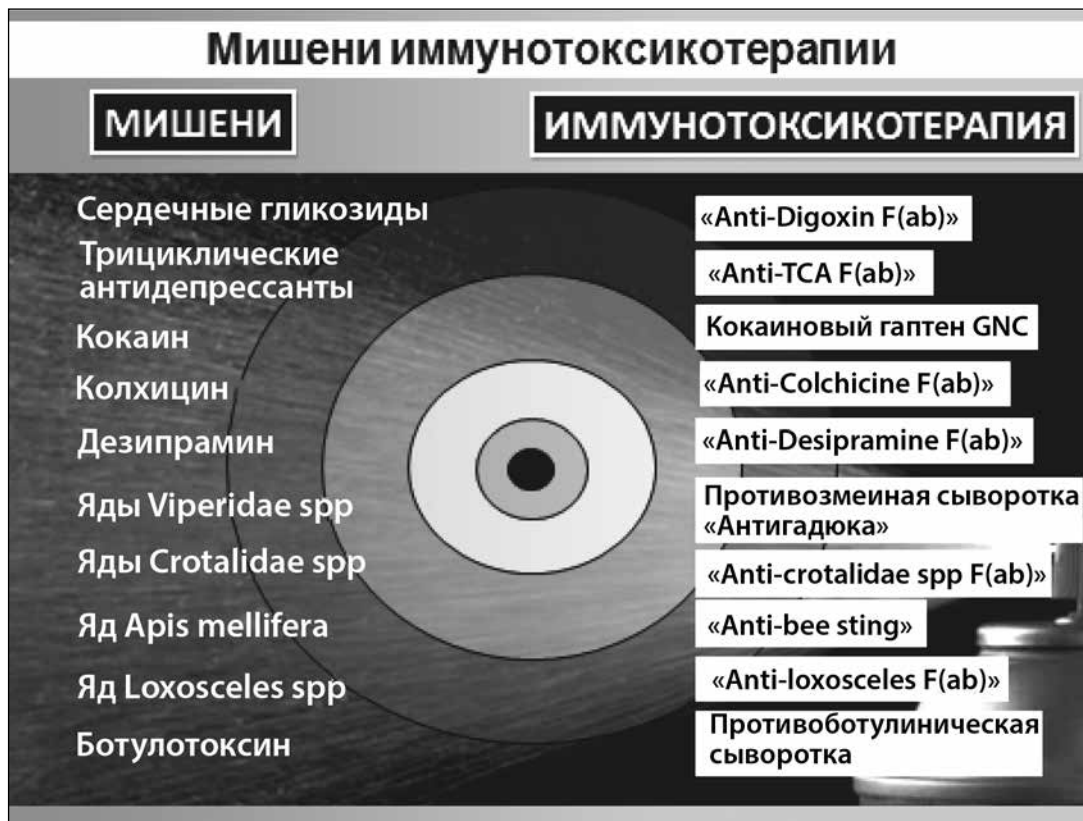 Мишени иммунотоксикотерапии
МИШЕНИ
ИММУНОТОКСИКОТЕРАПИЯ
Сердечные гликозиды
«Anti-Digoxin F(ab)»
Трициклические
антидепрессанты
«Anti-TCA F(ab)»
Кокаин
Кокаиновый гаптен GNC
Колхицин
«Anti-Colchicine F(ab)»
Дезипрамин
«Anti-Desipramine F(ab)»
Яды Viperidae spp
Противозмеиная сыворотка
«Антигадюка»
Яды Crotalidae spp
«Anti-crotalidae spp F(ab)»
Яд Apis mellifera
«Anti-bee sting»
Яд Loxosceles spp
«Anti-loxosceles F(ab)»
Ботулотоксин
Противоботулиническая
сыворотка